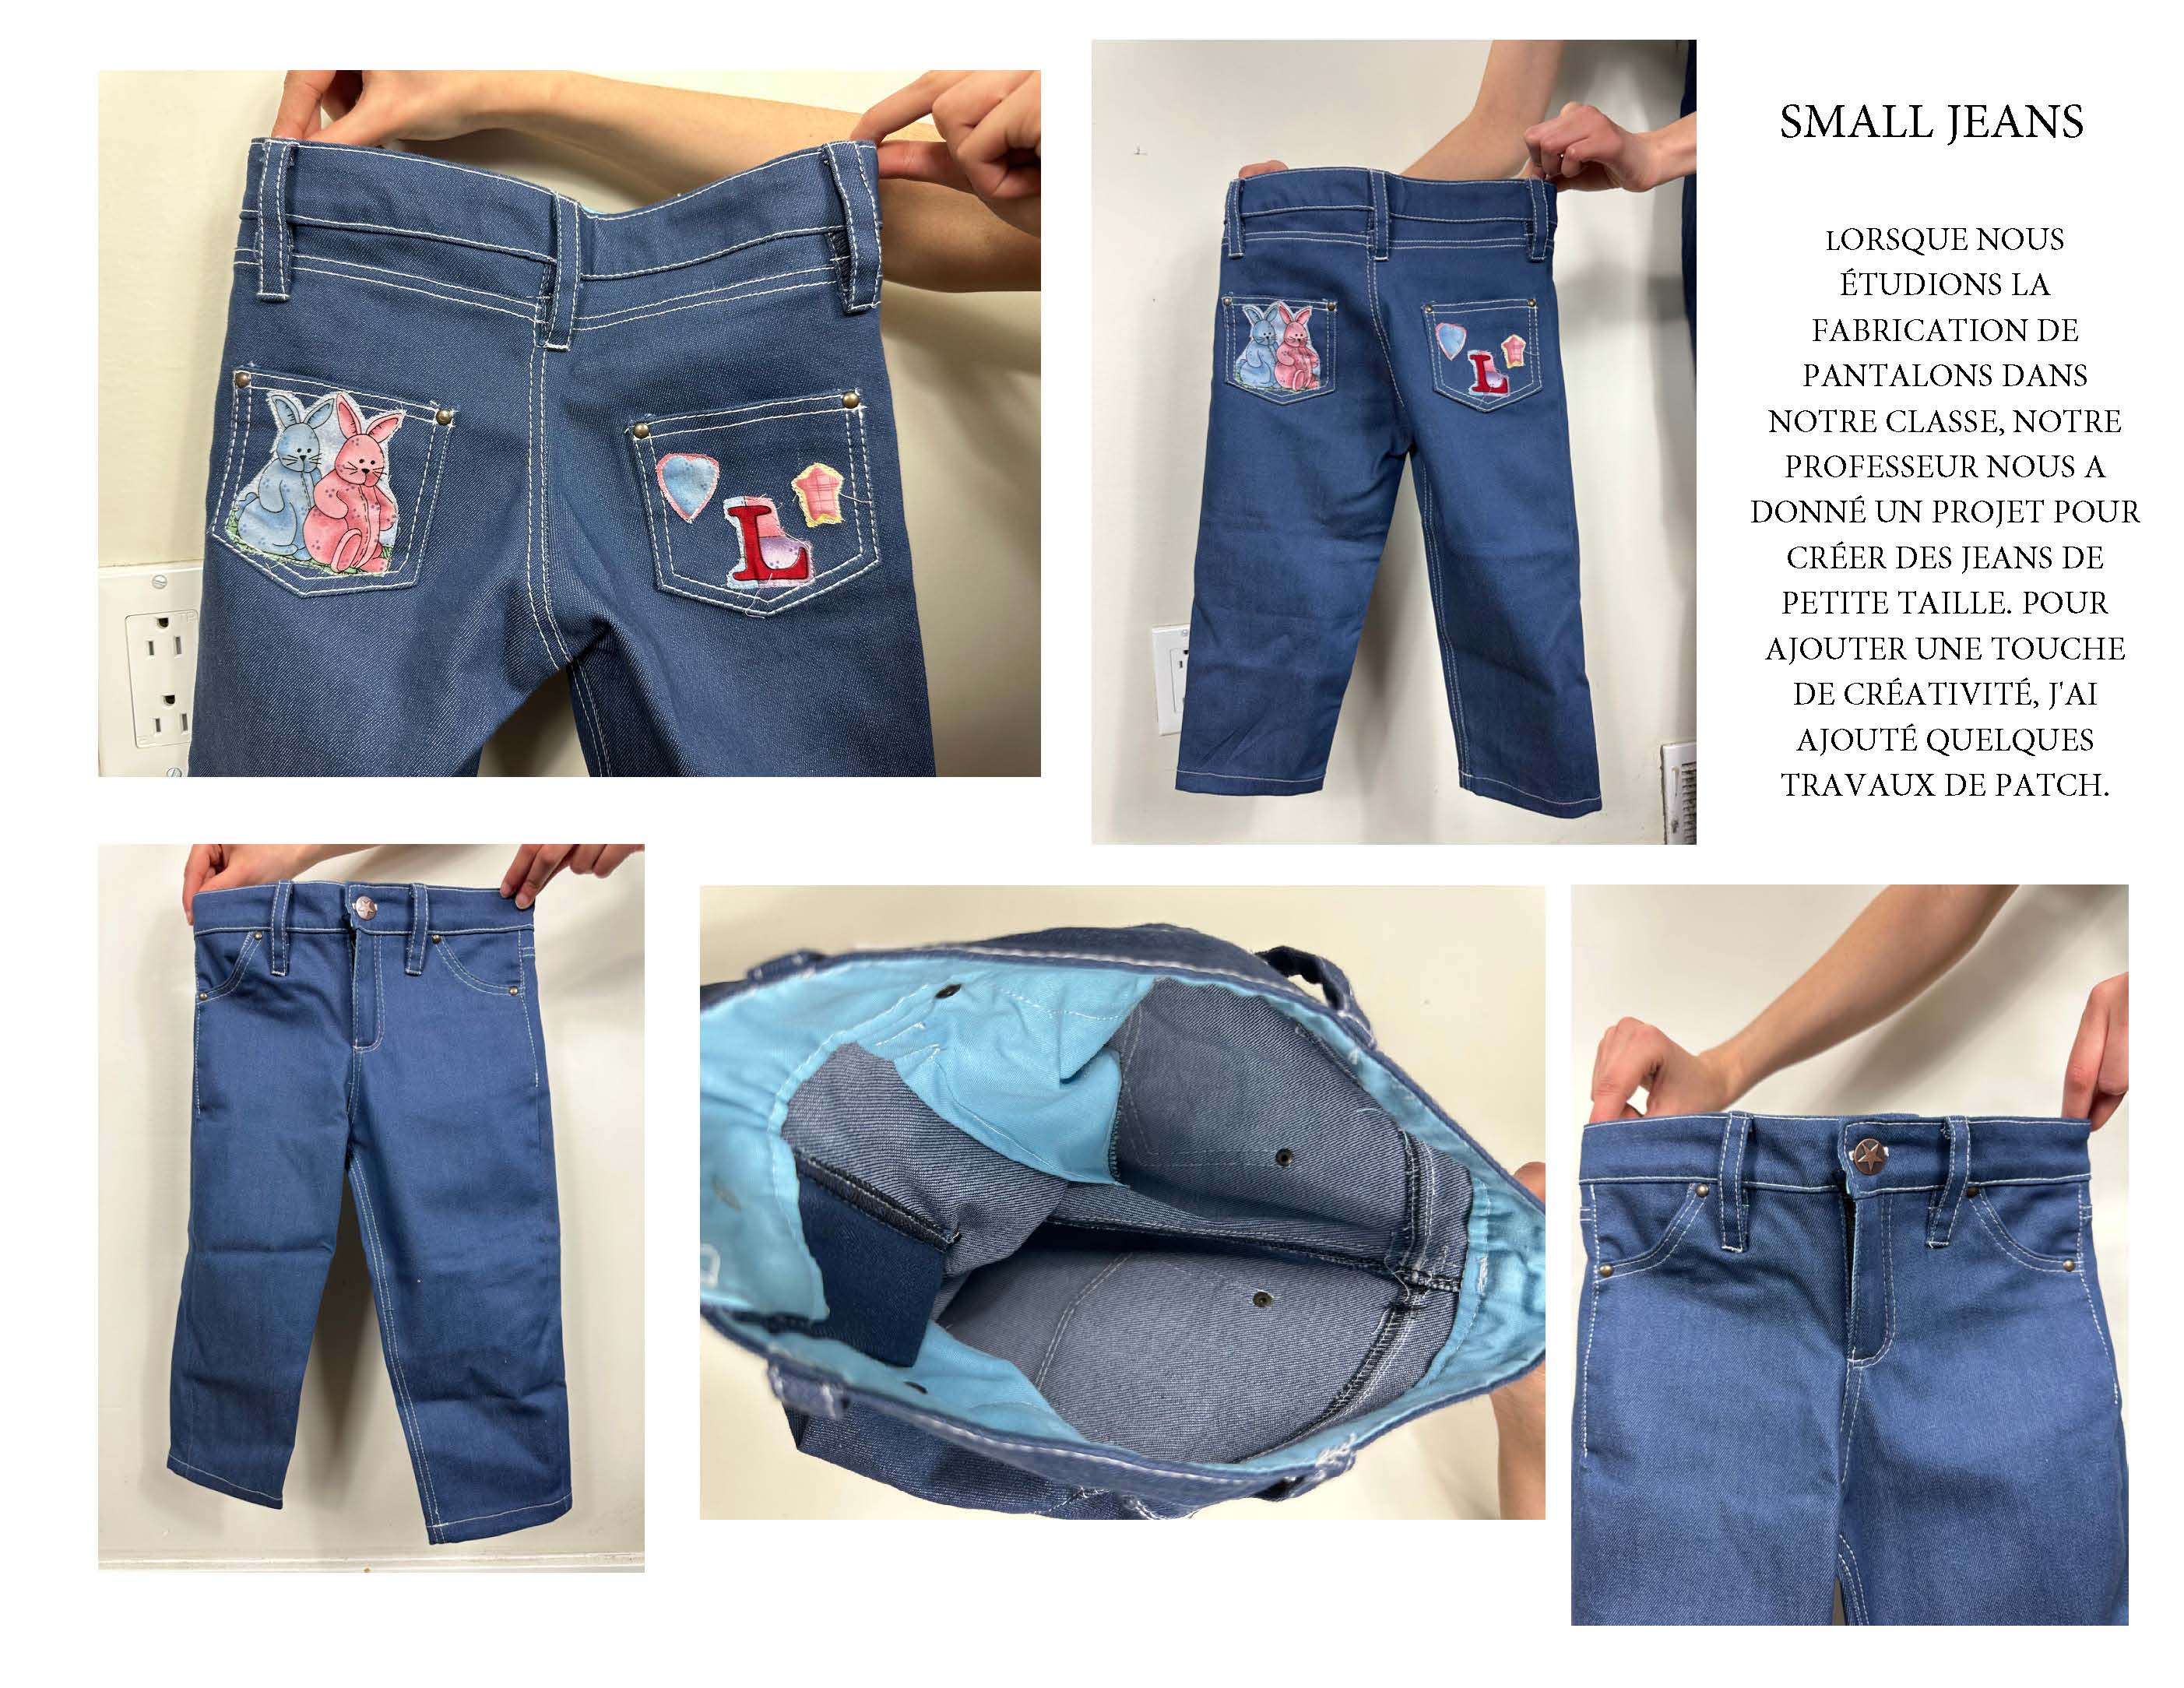 SMALL JEANS
LORSQUE NOUS
ÉTUDIONS LA
FABRICATION DE
PANTALONS DANS
NOTRE CLASSE, NOTRE
PROFESSEUR NOUS A
DONNÉ UN PROJET POUR
CRÉER DES JEANS DE
PETITE TAILLE. POUR
AJOUTER UNE TOUCHE
DE CRÉATIVITÉ, J'AI
AJOUTÉ QUELQUES
TRAVAUX DE PATCH.
L